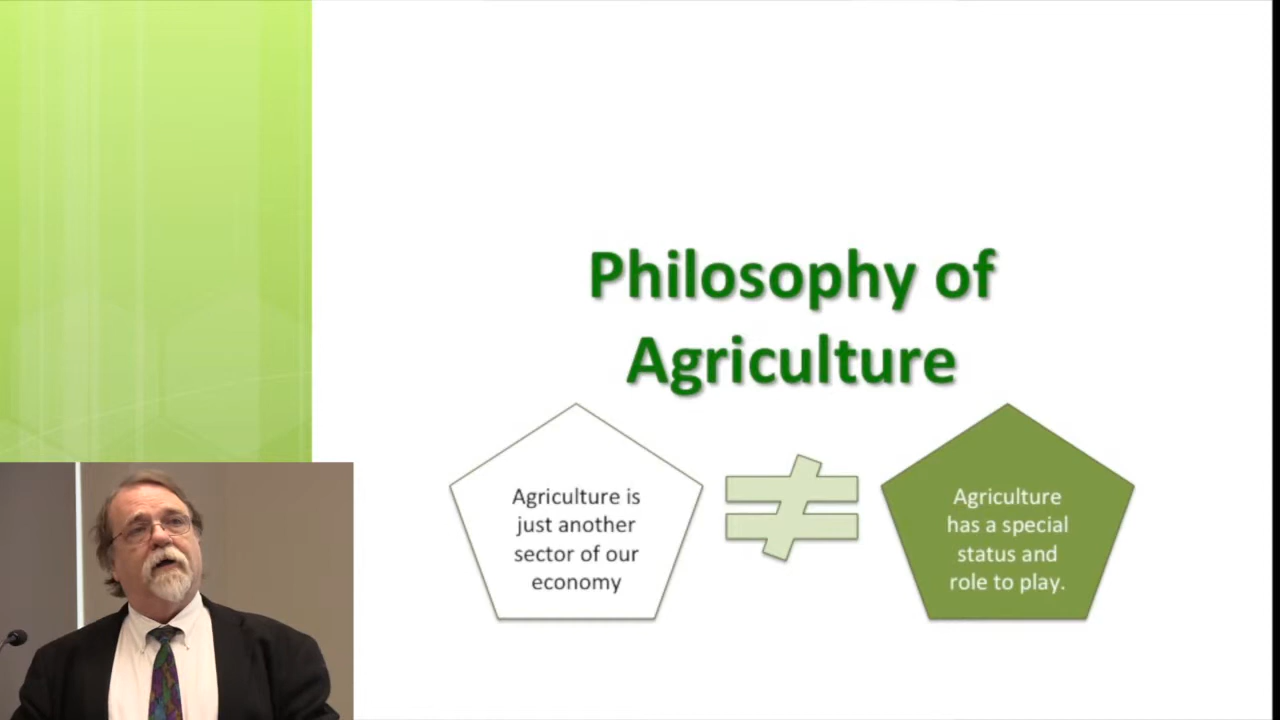 Philosophy of
Agriculture
Agriculture is
just another
sector of our
economy
Agriculture
has a special
status and
role to play.